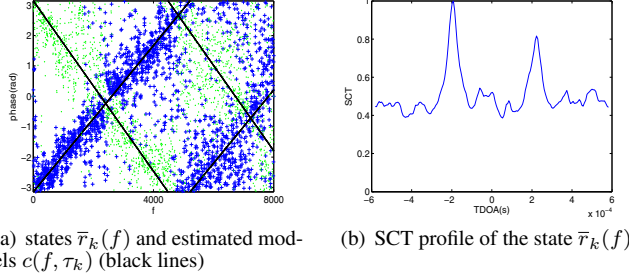 3
2
1
0
−1
−2
−3
phase(rad)
0
4000
8000
f
1
0.8
0.6
0.4
0.2
0
SCT
−6
−4
−2
0
2
4
6
TDOA(s)
x 10⁻⁴
a) states r̅ₖ(f) and estimated mod-
els c(f, τₖ) (black lines)
(b) SCT profile of the state r̅ₖ(f)